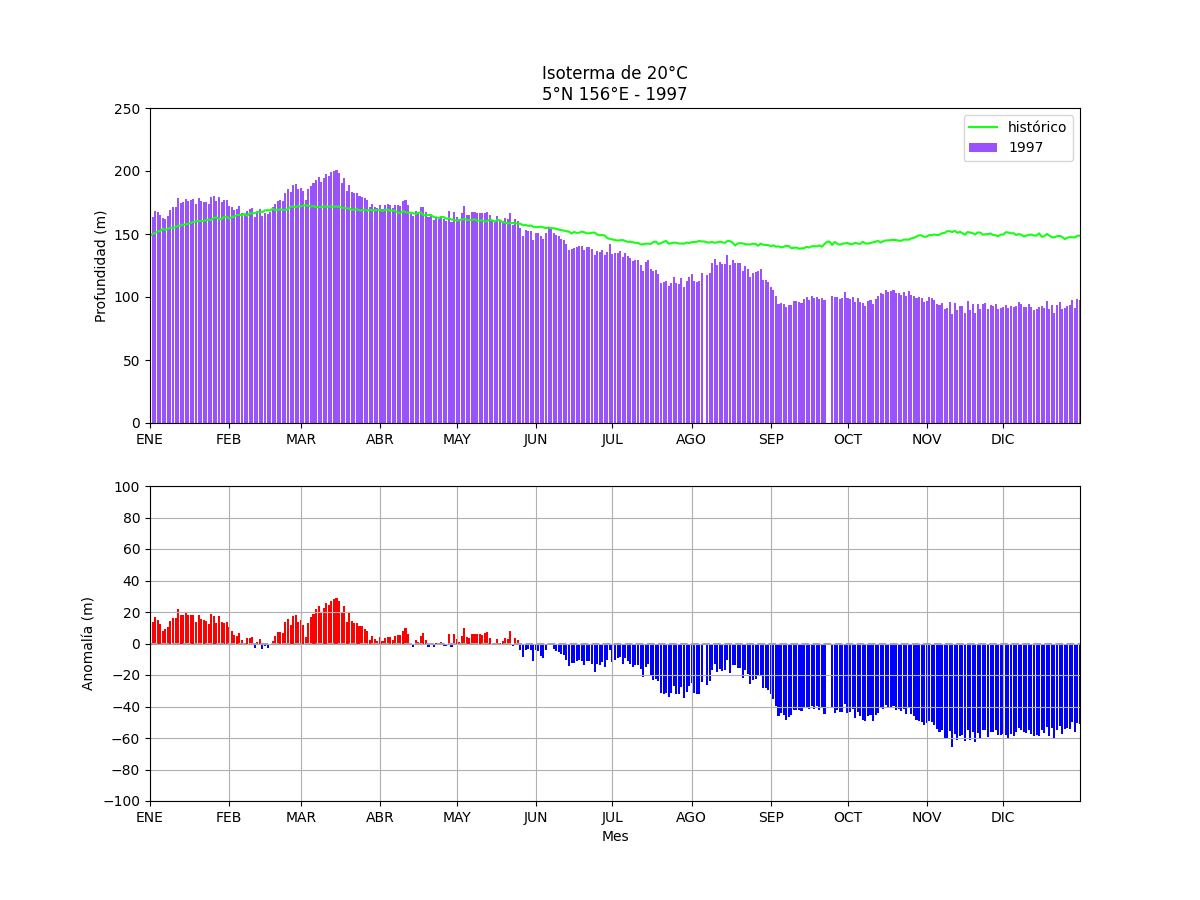 Isoterma de 20°C
5°N 156°E - 1997
250
200
150
100
50
0
Profundidad (m)
histórico
1997
ENE FEB MAR ABR MAY JUN JUL AGO SEP OCT NOV DIC
100
80
60
40
20
0
−20
−40
−60
−80
−100
Anomalía (m)
ENE FEB MAR ABR MAY JUN JUL AGO SEP OCT NOV DIC
Mes